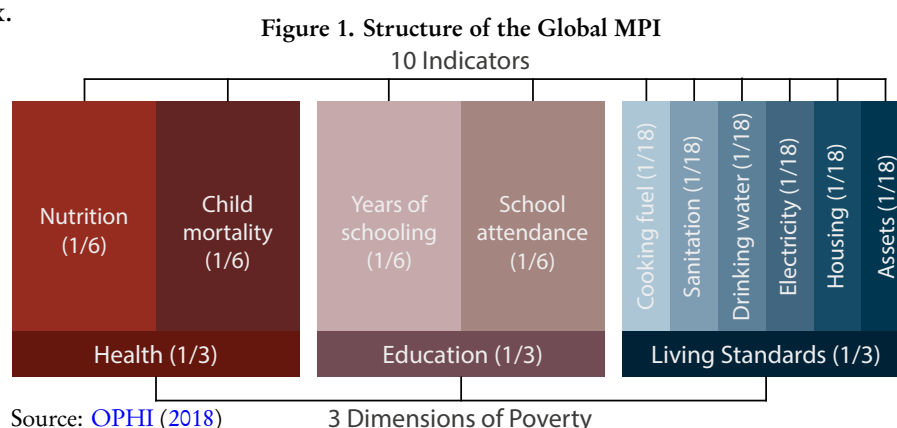 x.
Figure 1. Structure of the Global MPI
10 Indicators
Nutrition
(1/6)
Child
mortality
(1/6)
Years of
schooling
(1/6)
School
attendance
(1/6)
Cooking fuel (1/18)
Sanitation (1/18)
Drinking water (1/18)
Electricity (1/18)
Housing (1/18)
Assets (1/18)
Health (1/3)
Education (1/3)
Living Standards (1/3)
3 Dimensions of Poverty
Source: OPHI (2018)